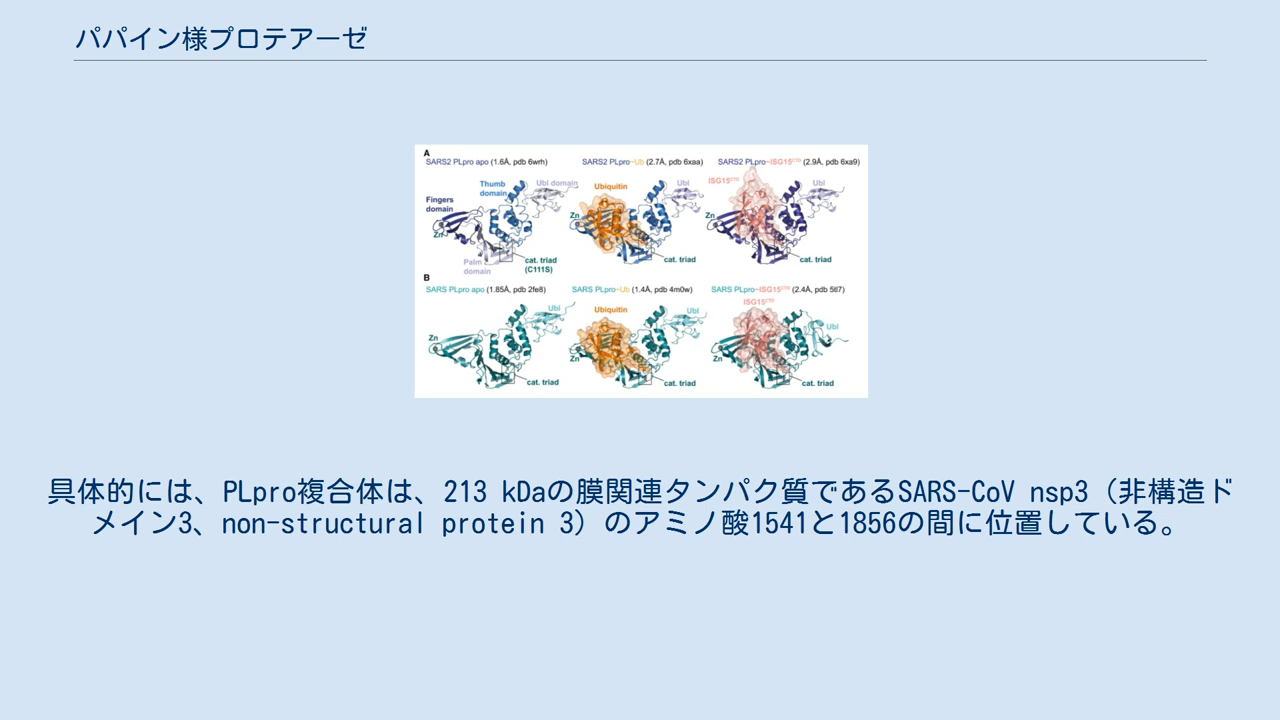 パパイン様プロテアーゼ
A
SARS2 PLpro apo (1.6Å, pdb 6wrh)
SARS2 PLpro~Ub (2.7Å, pdb 6xaa)
SARS2 PLpro~ISG15CTD (2.9Å, pdb 6xa9)
Thumb
domain
Ubl domain
Fingers
domain
Zn
Palm
domain
cat. triad
(C111S)
Ubiquitin
Ubl
Zn
cat. triad
ISG15CTD
Ubl
Zn
cat. triad
B
SARS PLpro apo (1.85Å, pdb 2fe8)
SARS PLpro~Ub (1.4Å, pdb 4m0w)
SARS PLpro~ISG15CTD (2.4Å, pdb 5tl7)
Ubl
Zn
cat. triad
Ubiquitin
Ubl
Zn
cat. triad
ISG15CTD
Ubl
Zn
cat. triad
具体的には、PLpro複合体は、213 kDaの膜関連タンパク質であるSARS-CoV nsp3（非構造ド
メイン3、non-structural protein 3）のアミノ酸1541と1856の間に位置している。